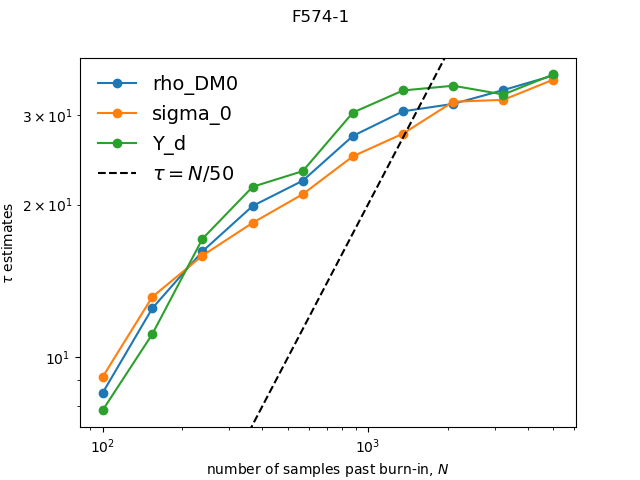 F574-1
rho_DM0
sigma_0
Y_d
τ = N/50
3 × 10¹
2 × 10¹
10¹
τ estimates
10²
10³
number of samples past burn-in, N